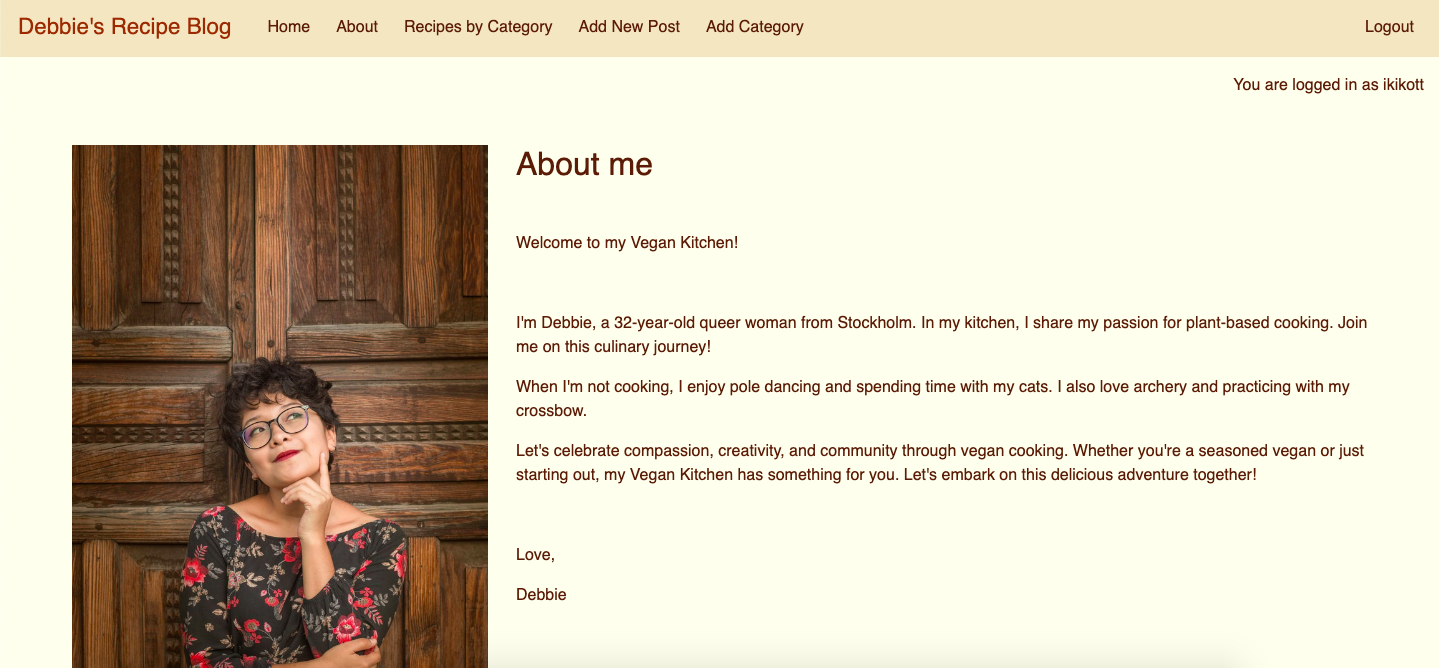 Debbie's Recipe Blog Home About Recipes by Category Add New Post Add Category Logout
You are logged in as ikikott
About me
Welcome to my Vegan Kitchen!
I'm Debbie, a 32-year-old queer woman from Stockholm. In my kitchen, I share my passion for plant-based cooking. Join
me on this culinary journey!
When I'm not cooking, I enjoy pole dancing and spending time with my cats. I also love archery and practicing with my
crossbow.
Let's celebrate compassion, creativity, and community through vegan cooking. Whether you're a seasoned vegan or just
starting out, my Vegan Kitchen has something for you. Let's embark on this delicious adventure together!
Love,
Debbie